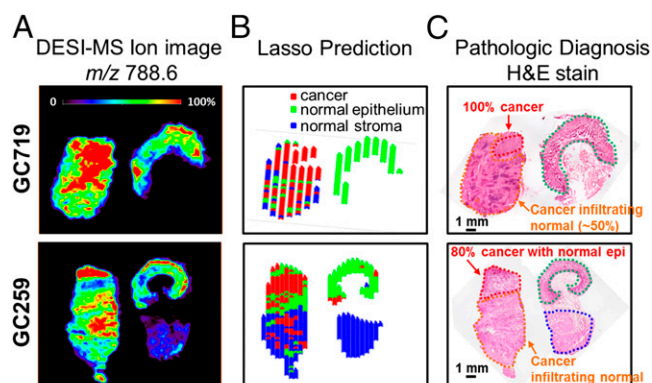 A
DESI-MS Ion image
m/z 788.6
B
Lasso Prediction
C
Pathologic Diagnosis
H&E stain
GC719
0
100%
cancer
normal epithelium
normal stroma
100% cancer
Cancer infiltrating
normal (~50%)
1 mm
GC259
80% cancer with normal epi
Cancer
infiltrating normal
1 mm